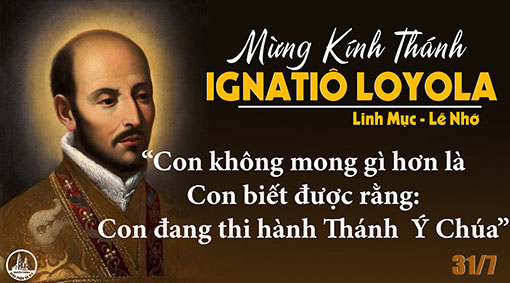 Mừng Kính Thánh
IGNATIÔ LOYOLA
Linh Mục - Lê Nhớ
“Con không mong gì hơn là
Con biết được rằng:
Con đang thi hành Thánh Ý Chúa”
31/7